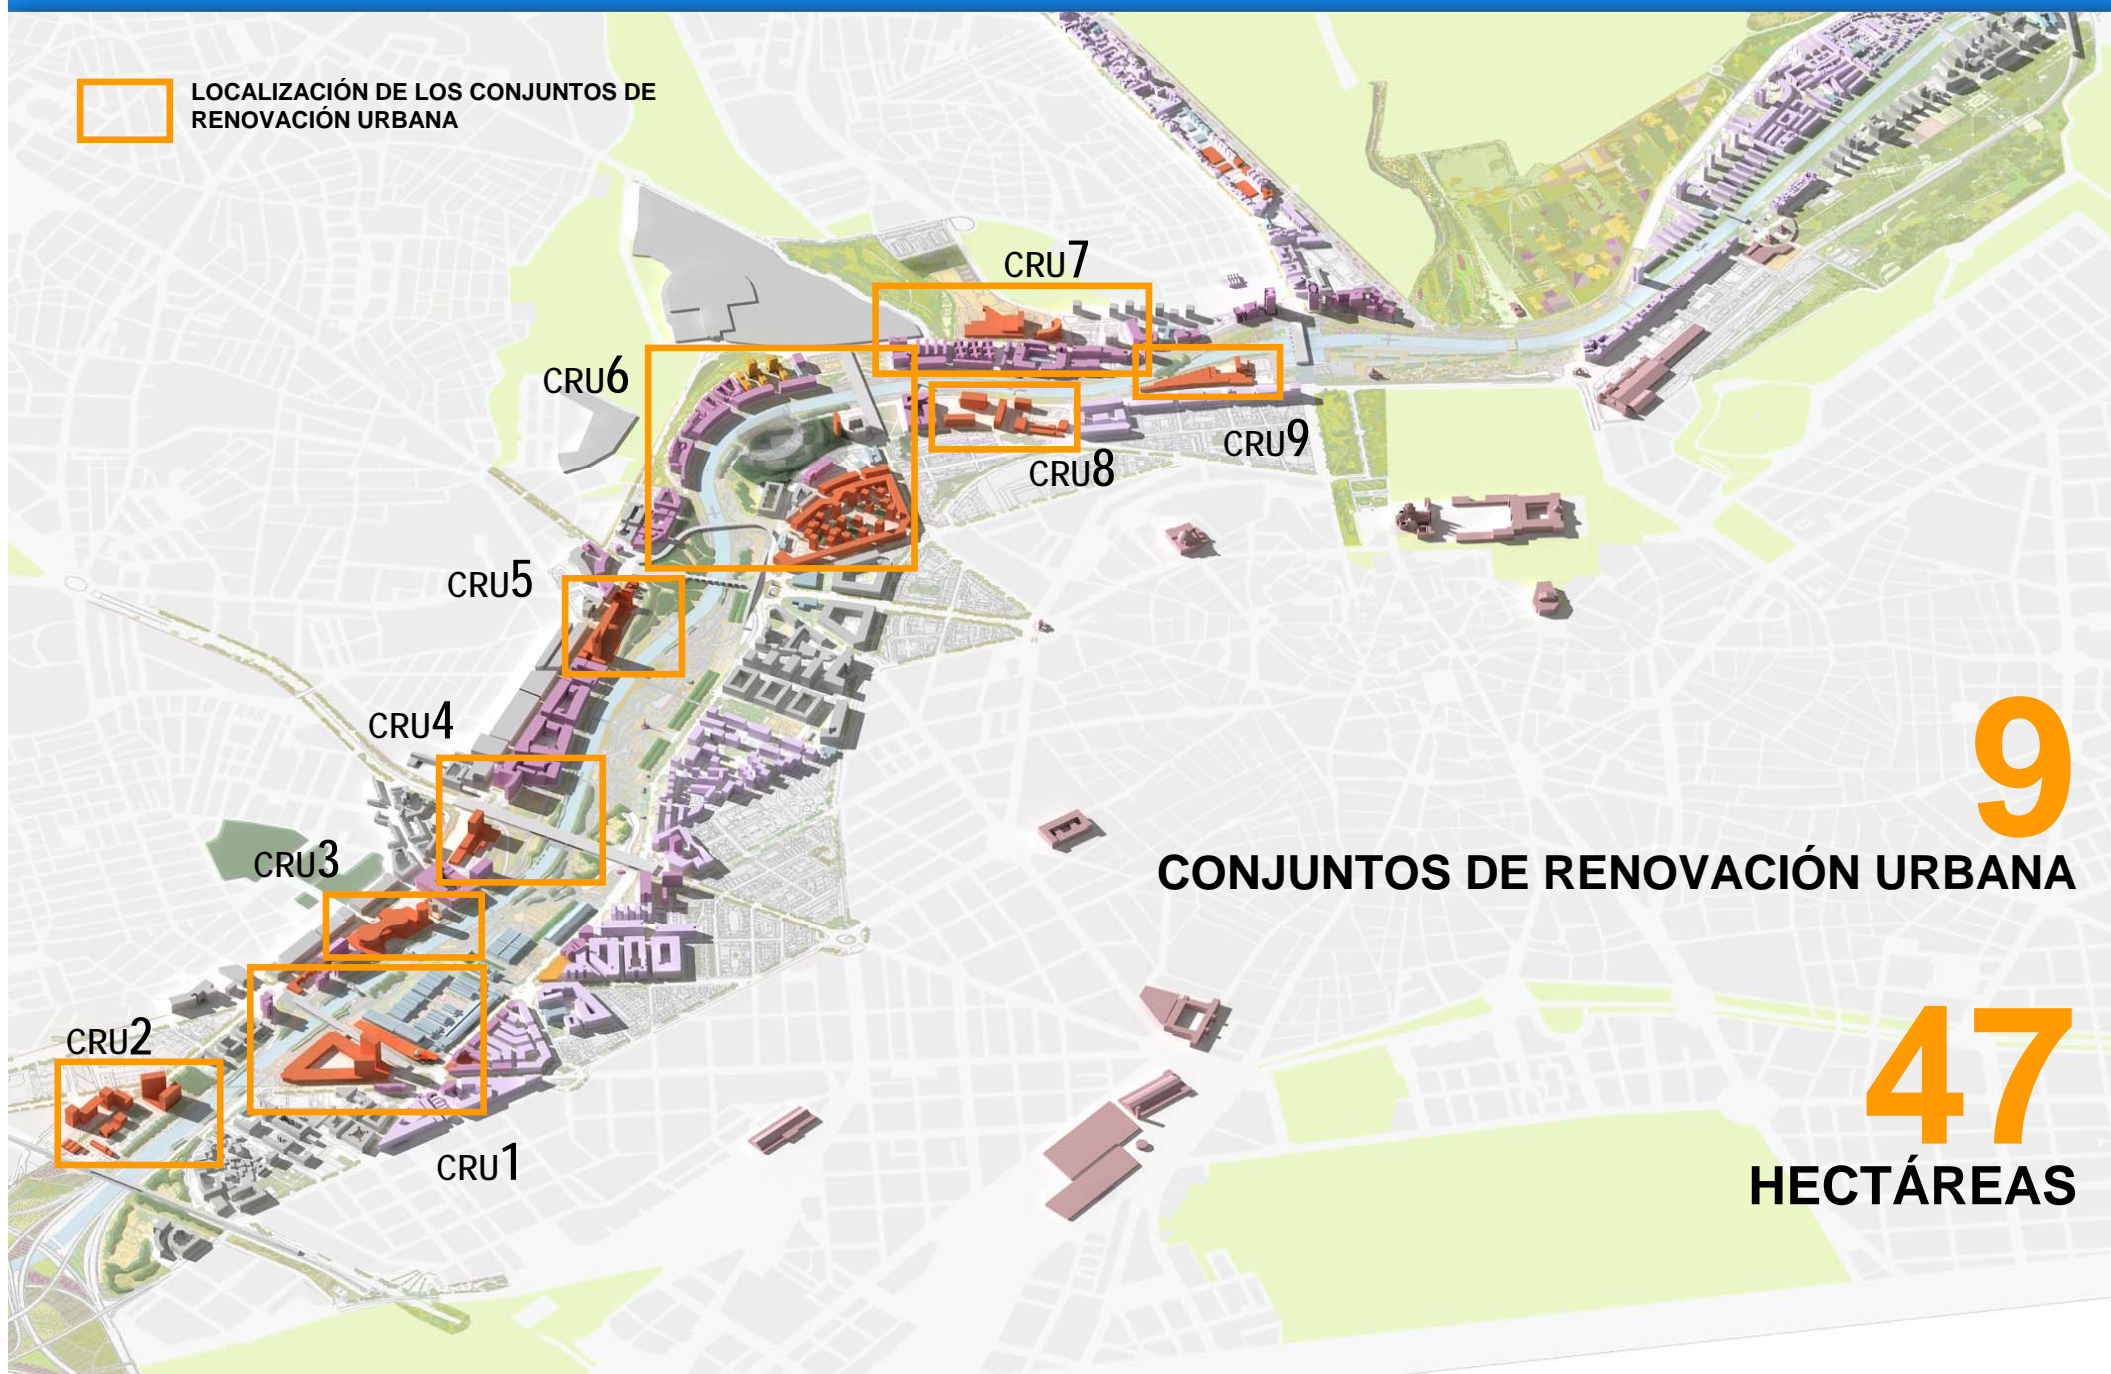 LOCALIZACIÓN DE LOS CONJUNTOS DE
RENOVACIÓN URBANA
CRU7
CRU6
CRU9
CRU8
CRU5
CRU4
9
CONJUNTOS DE RENOVACIÓN URBANA
CRU3
47
HECTÁREAS
CRU2
CRU1